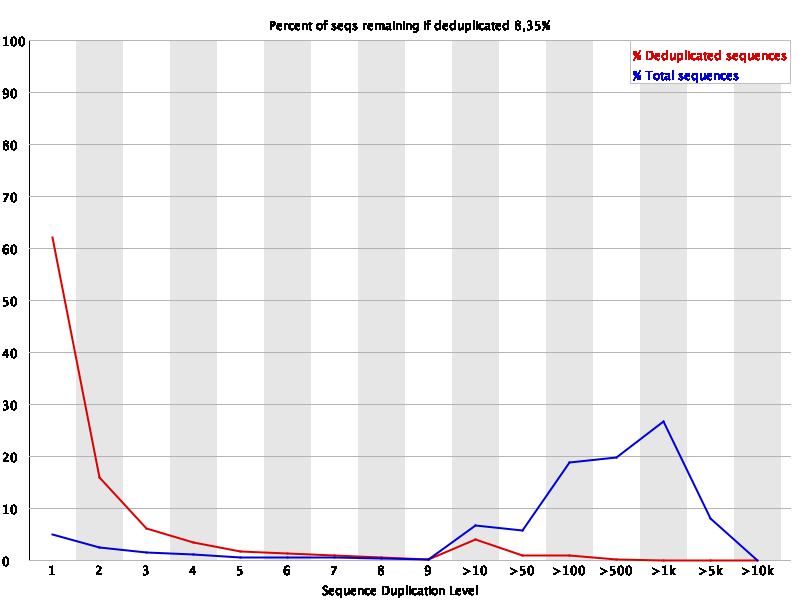 Percent of seqs remaining if deduplicated 8,35%
% Deduplicated sequences
% Total sequences
100
90
80
70
60
50
40
30
20
10
0
1 2 3 4 5 6 7 8 9 >10 >50 >100 >500 >1k >5k >10k
Sequence Duplication Level